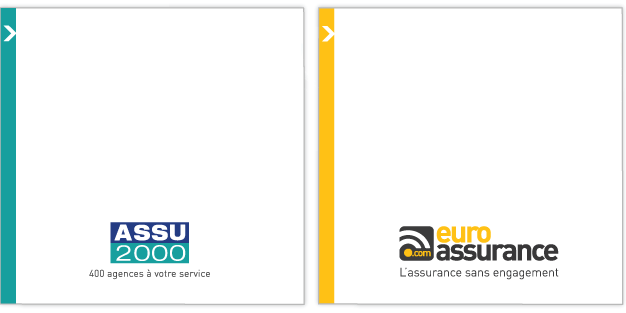 ASSU
2000
400 agences à votre service
euro
.com assurance
L'assurance sans engagement